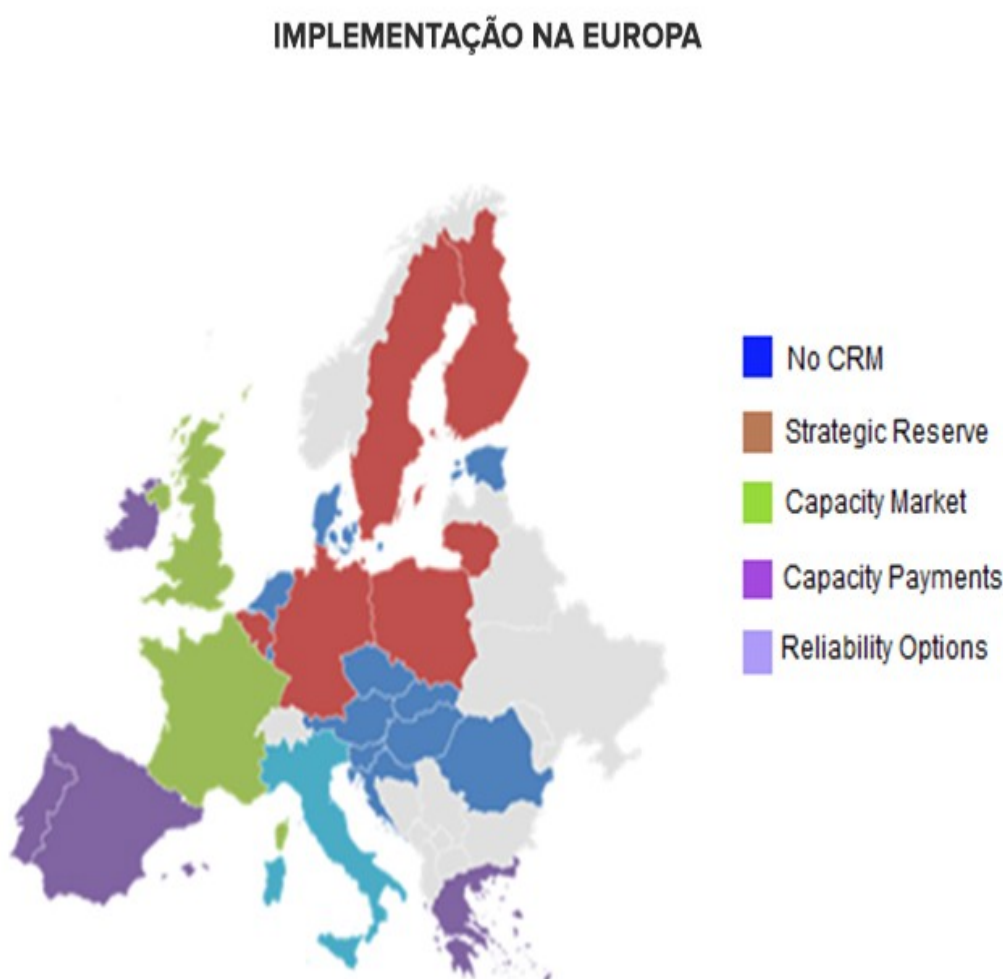 IMPLEMENTAÇÃO NA EUROPA
No CRM
Strategic Reserve
Capacity Market
Capacity Payments
Reliability Options